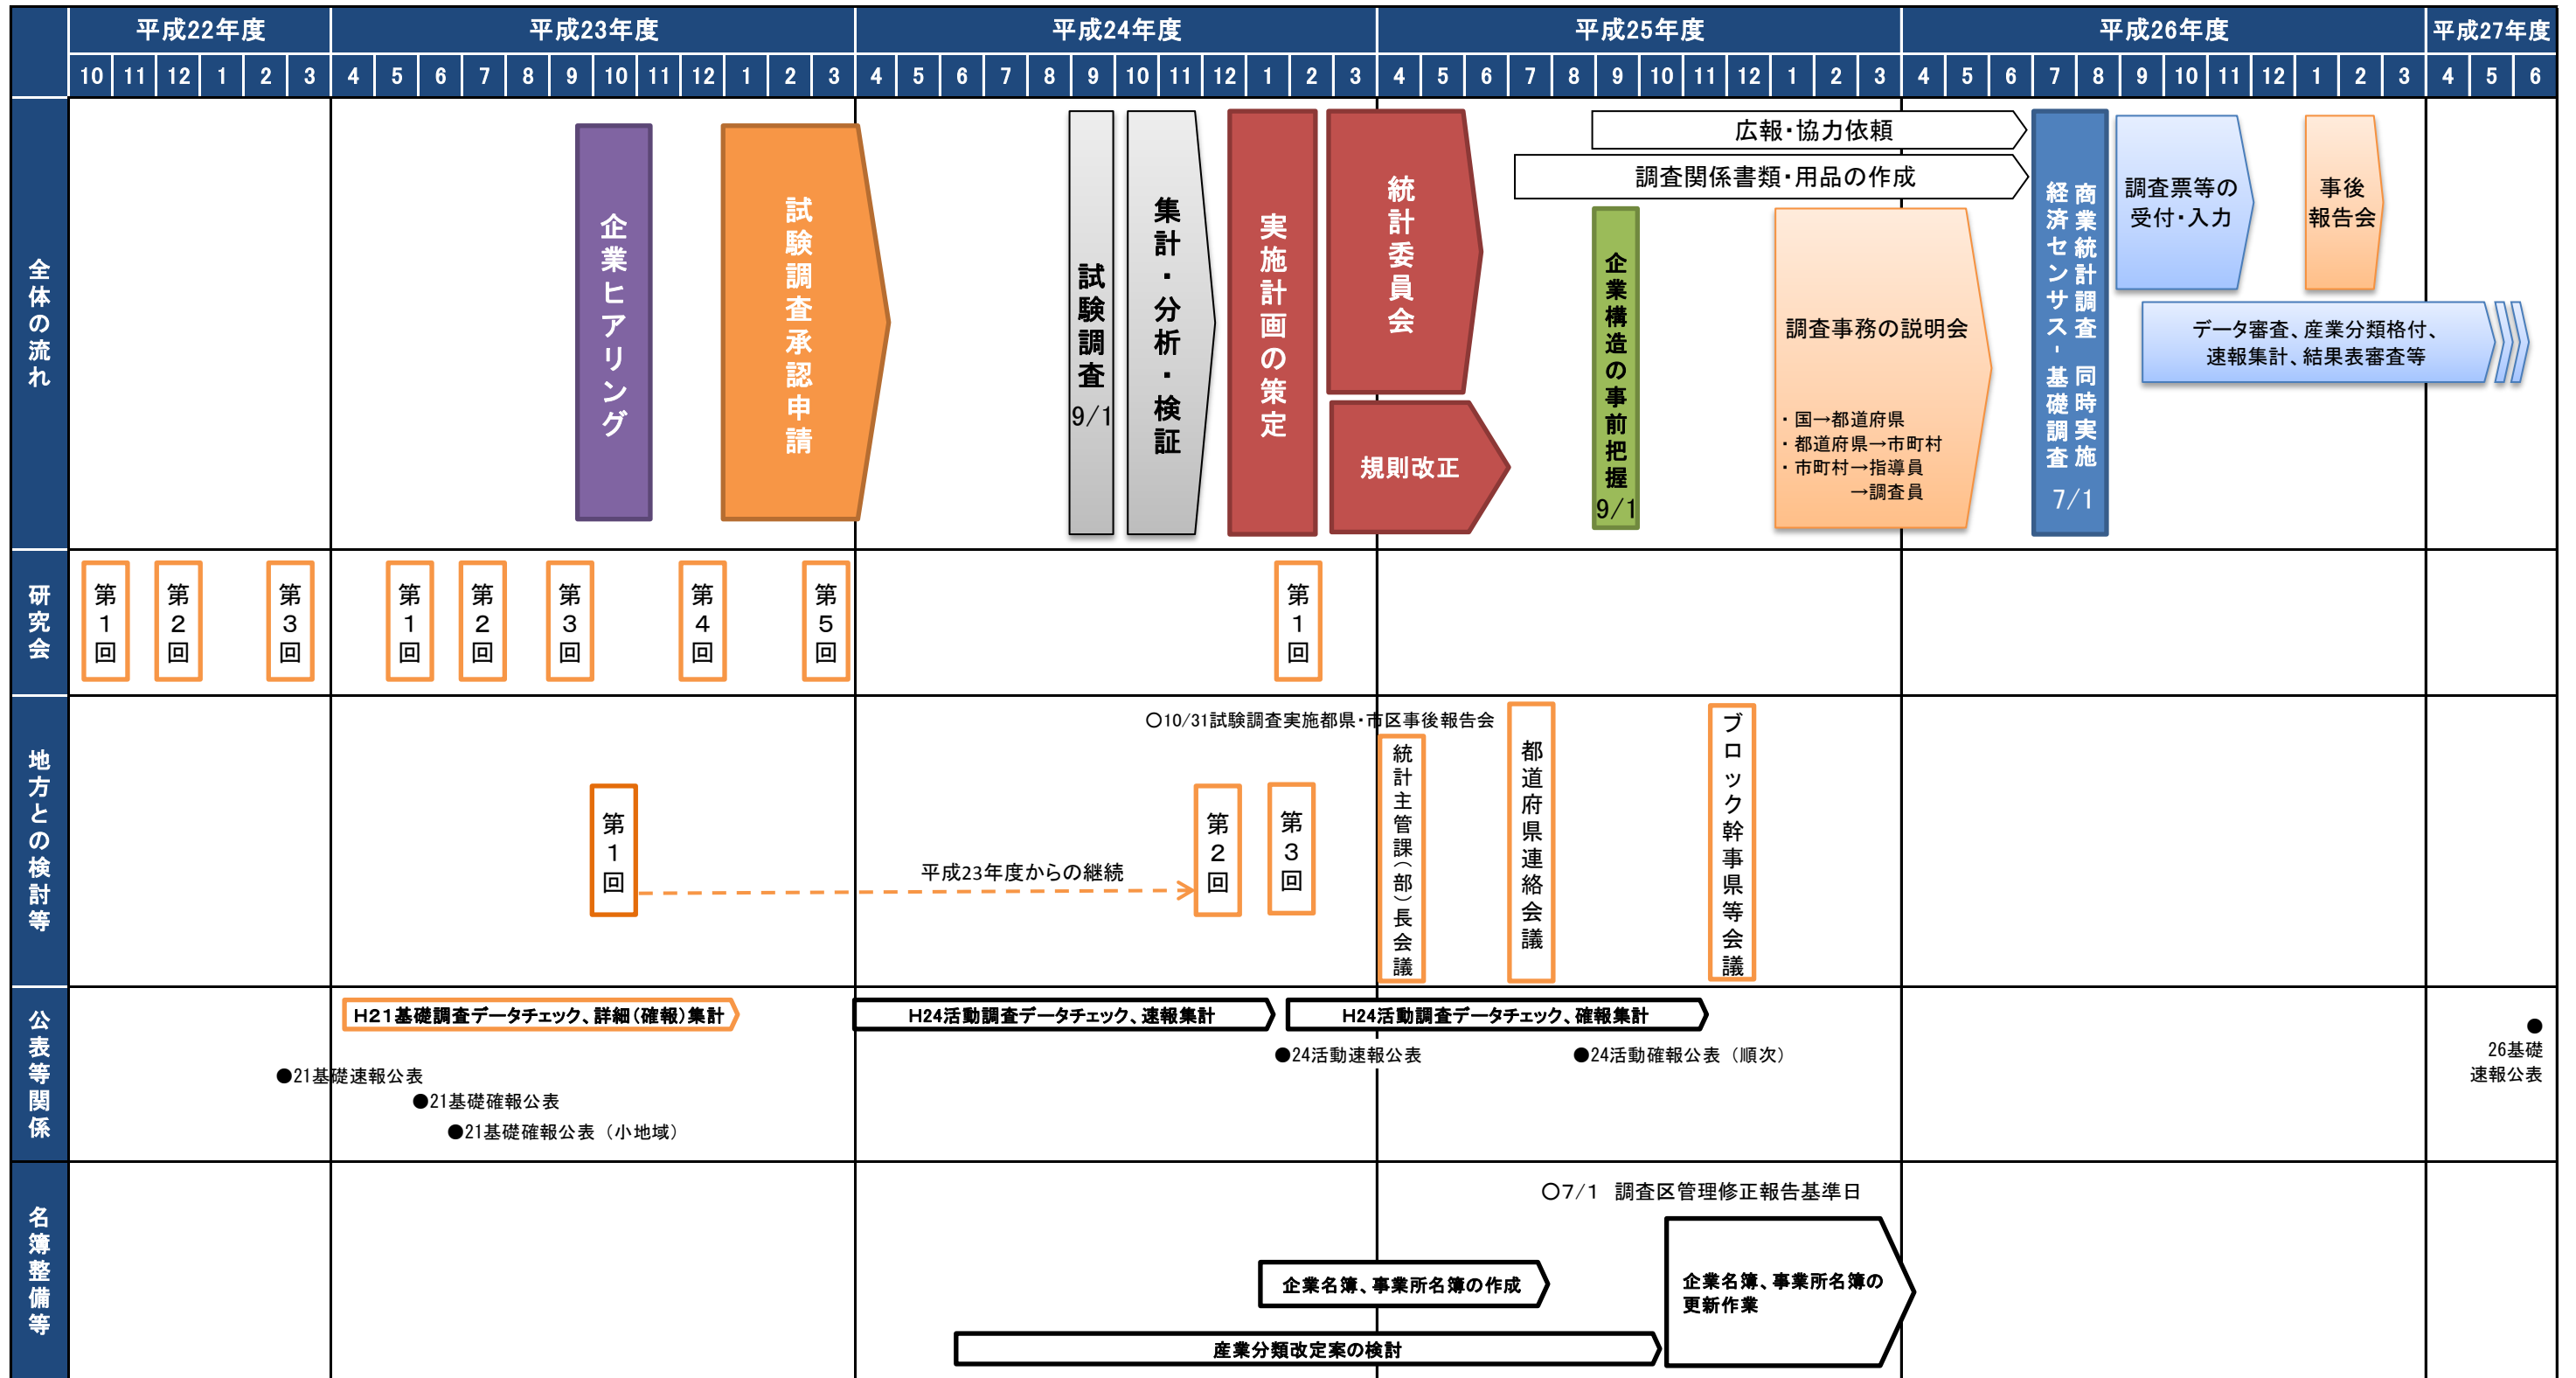 平成22年度 平成23年度 平成24年度 平成25年度 平成26年度 平成27年度
10 11 12 1 2 3 4 5 6 7 8 9 10 11 12 1 2 3 4 5 6 7 8 9 10 11 12 1 2 3 4 5 6 7 8 9 10 11 12 1 2 3 4 5 6 7 8 9 10 11 12 1 2 3 4 5 6
全体の流れ
企業ヒアリング
試験調査承認申請
試験調査
9/1
集計・分析・検証
実施計画の策定
統計委員会
規則改正
広報・協力依頼
調査関係書類・用品の作成
企業構造の事前把握
9/1
調査事務の説明会
・国→都道府県
・都道府県→市町村
・市町村→指導員
→調査員
商業統計調査 同時実施
経済センサス-基礎調査
7/1
調査票等の
受付・入力
事後
報告会
データ審査、産業分類格付、
速報集計、結果表審査等
研究会
第1回
第2回
第3回
第1回
第2回
第3回
第4回
第5回
第1回
地方との検討等
○10/31試験調査実施都県・市区事後報告会
第1回
平成23年度からの継続
第2回
第3回
統計主管課(部)長会議
都道府県連絡会議
ブロック幹事県等会議
公表等関係
H21基礎調査データチェック、詳細(確報)集計
H24活動調査データチェック、速報集計
H24活動調査データチェック、確報集計
●24活動速報公表
●24活動確報公表（順次）
●21基礎速報公表
●21基礎確報公表
●21基礎確報公表（小地域）
●
26基礎
速報公表
名簿整備等
○7/1 調査区管理修正報告基準日
企業名簿、事業所名簿の作成
企業名簿、事業所名簿の
更新作業
産業分類改定案の検討